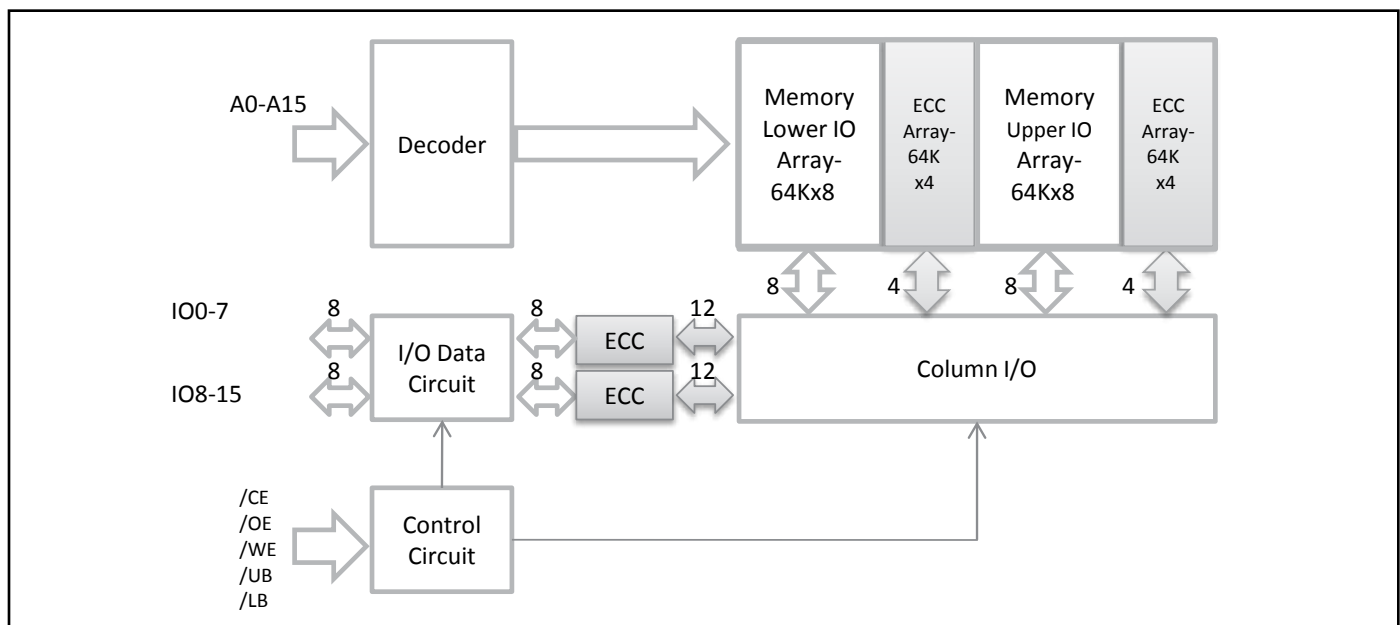 A0-A15
Decoder
Memory
Lower IO
Array-
64Kx8
ECC
Array-
64K
x4
Memory
Upper IO
Array-
64Kx8
ECC
Array-
64K
x4
8
4
8
4
IO0-7
8
8
12
I/O Data
Circuit
ECC
Column I/O
IO8-15
8
8
12
ECC
/CE
/OE
/WE
/UB
/LB
Control
Circuit